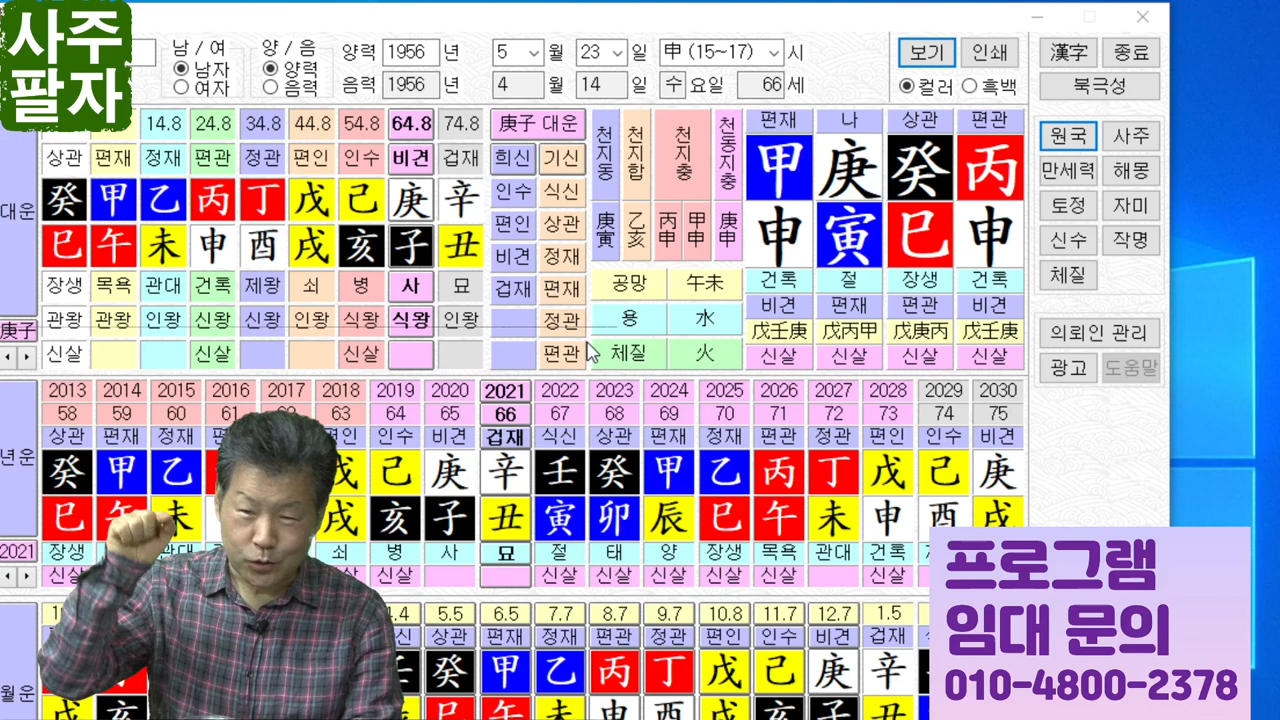 사주
팔자
남 / 여
남자
여자
양 / 음
양력
음력
양력 1956 년 5 월 23 일 申 (15~17) 시
음력 1956 년 4 월 14 일 수 요일 66 세
보기 인쇄
컬러 흑백
漢字 종료
북극성
원국 사주
만세력 해몽
토정 자미
신수 작명
체질
의뢰인 관리
광고 도움말
14.8 24.8 34.8 44.8 54.8 64.8 74.8
상관 편재 정재 편관 정관 편인 인수 비견 겁재
대운
癸 甲 乙 丙 丁 戊 己 庚 辛
巳 午 未 申 酉 戌 亥 子 丑
장생 목욕 관대 건록 제왕 쇠 병 사 묘
庚子
관왕 관왕 인왕 신왕 신왕 인왕 식왕 식왕 인왕
신살 신살 신살
庚子 대운
희신 기신
인수 식신
편인 상관
비견 정재
겁재 편재
정관
편관
천지동 천지합 천지충 천동지충
庚寅 乙亥 丙申 甲申 庚申
공망 午未
용 水
체질 火
편재 나 상관 편관
甲 庚 癸 丙
申 寅 巳 申
건록 절 장생 건록
비견 편재 편관 비견
戊壬庚 戊丙甲 戊庚丙 戊壬庚
신살 신살 신살 신살
2013 2014 2015 2016 2017 2018 2019 2020 2021 2022 2023 2024 2025 2026 2027 2028 2029 2030
58 59 60 61 63 64 65 66 67 68 69 70 71 72 73 74 75
상관 편재 정재 편인 인수 비견 겁재 식신 상관 편재 정재 편관 정관 편인 인수 비견
년운
癸 甲 乙 戊 己 庚 辛 壬 癸 甲 乙 丙 丁 戊 己 庚
巳 午 未 戌 亥 子 丑 寅 卯 辰 巳 午 未 申 酉 戌
2021
장생 관대 쇠 병 사 묘 절 태 양 장생 목욕 관대 건록
신살 신살 신살 신살 신살 신살 신살 신살
5.5 6.5 7.7 8.7 9.7 10.8 11.7 12.7 1.5
상관 편재 정재 편관 정관 편인 인수 비견 겁재
월운
癸 甲 乙 丙 丁 戊 己 庚 辛
프로그램
임대 문의
010-4800-2378